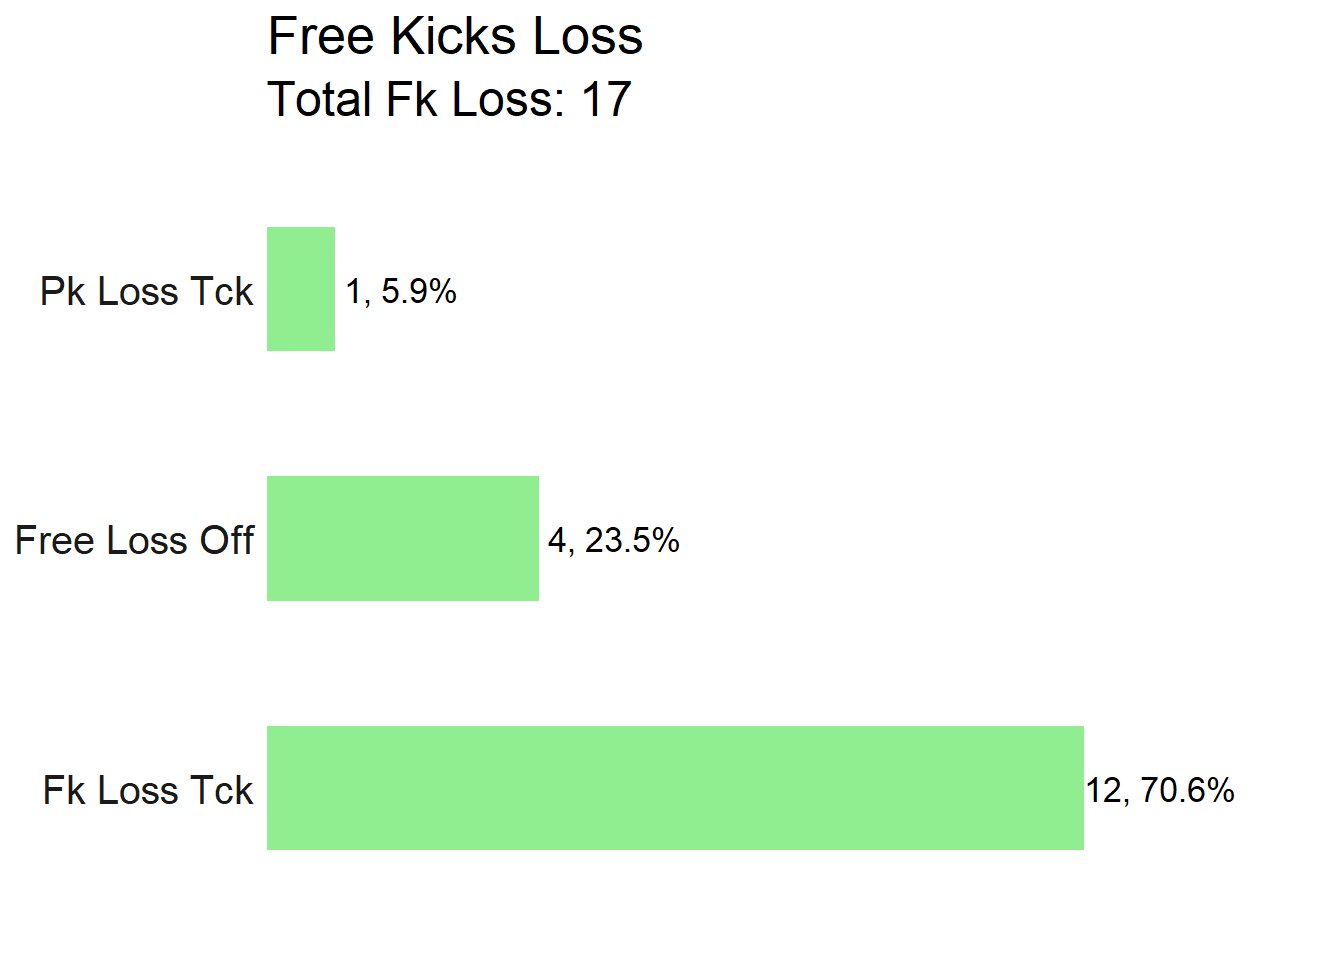 Free Kicks Loss
Total Fk Loss: 17
Pk Loss Tck 1, 5.9%
Free Loss Off 4, 23.5%
Fk Loss Tck 12, 70.6%